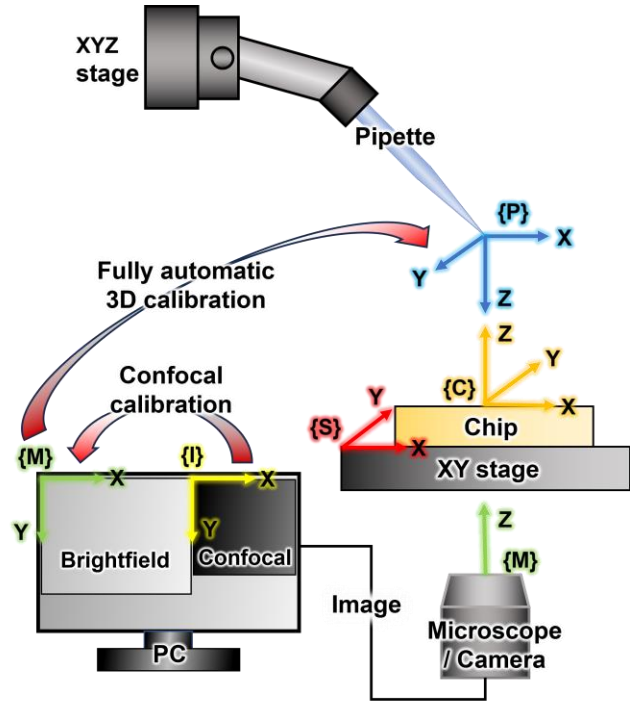 XYZ
stage
Pipette
{P}
X
Y
Z
Fully automatic
3D calibration
Z
Y
{C}
X
Chip
{S}
Y
X
XY stage
Confocal
calibration
{M}
X
Y
{I}
X
Y
Brightfield
Confocal
PC
Image
Z
{M}
Microscope
/ Camera